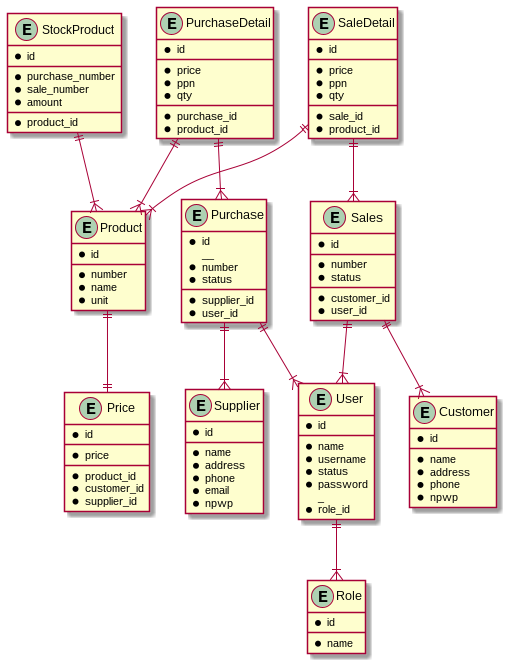 E StockProduct
id
purchase_number
sale_number
amount
product_id
E PurchaseDetail
id
price
ppn
qty
purchase_id
product_id
E SaleDetail
id
price
ppn
qty
sale_id
product_id
E Product
id
number
name
unit
E Purchase
id
__
number
status
supplier_id
user_id
E Sales
id
number
status
customer_id
user_id
E Price
id
price
product_id
customer_id
supplier_id
E Supplier
id
name
address
phone
email
npwp
E User
id
name
username
status
password
_
role_id
E Customer
id
name
address
phone
npwp
E Role
id
name